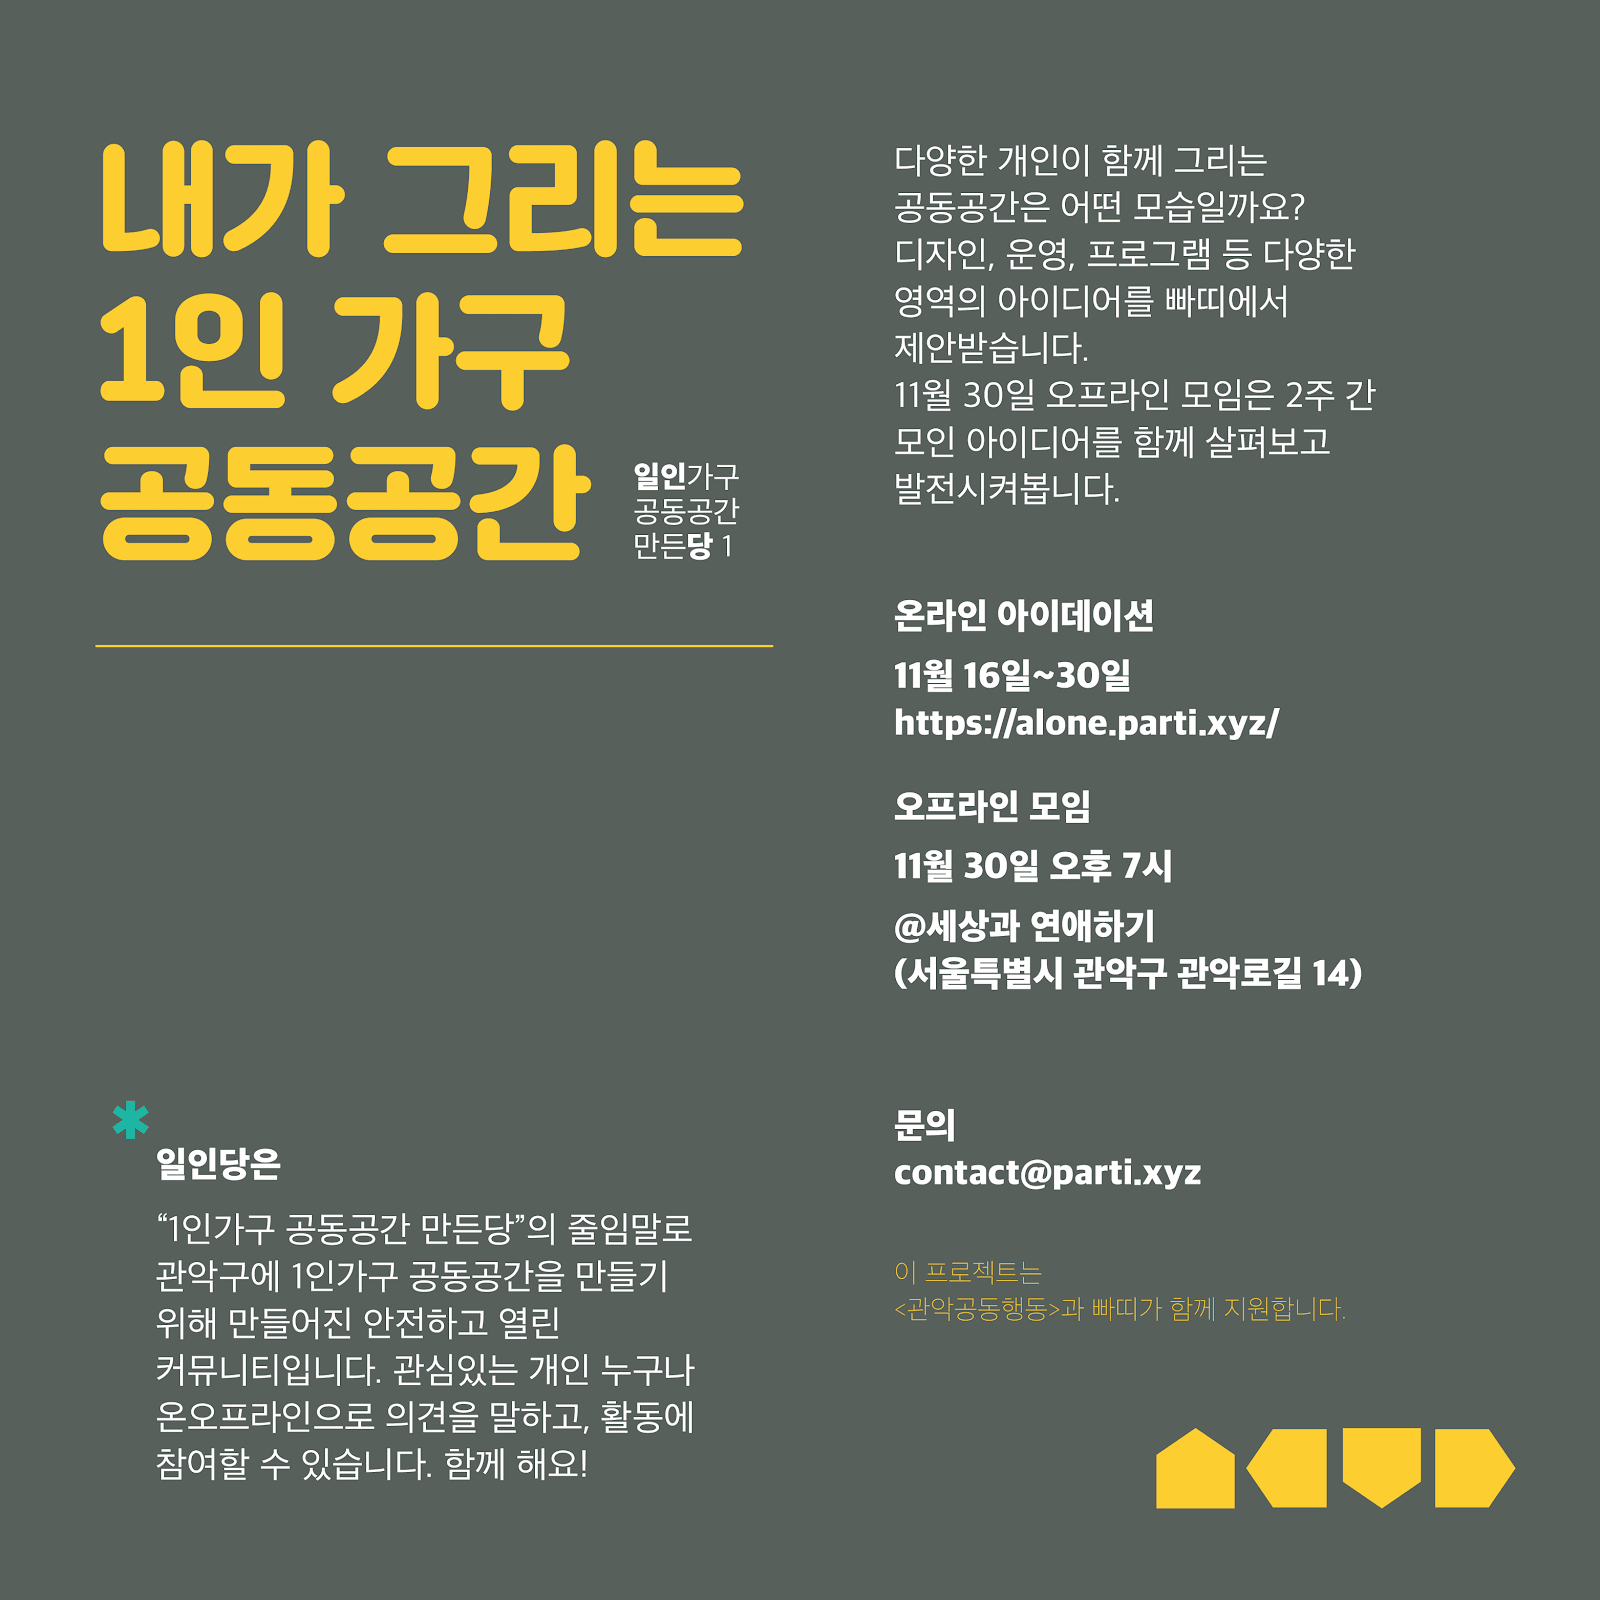 내가 그리는
1인 가구
공동공간
일인가구
공동공간
만든당 1
다양한 개인이 함께 그리는
공동공간은 어떤 모습일까요?
디자인, 운영, 프로그램 등 다양한
영역의 아이디어를 빠띠에서
제안받습니다.
11월 30일 오프라인 모임은 2주 간
모인 아이디어를 함께 살펴보고
발전시켜봅니다.
온라인 아이데이션
11월 16일~30일
https://alone.parti.xyz/
오프라인 모임
11월 30일 오후 7시
@세상과 연애하기
(서울특별시 관악구 관악로길 14)
*
일인당은
“1인가구 공동공간 만든당”의 줄임말로
관악구에 1인가구 공동공간을 만들기
위해 만들어진 안전하고 열린
커뮤니티입니다. 관심있는 개인 누구나
온오프라인으로 의견을 말하고, 활동에
참여할 수 있습니다. 함께 해요!
문의
contact@parti.xyz
이 프로젝트는
<관악공동행동>과 빠띠가 함께 지원합니다.